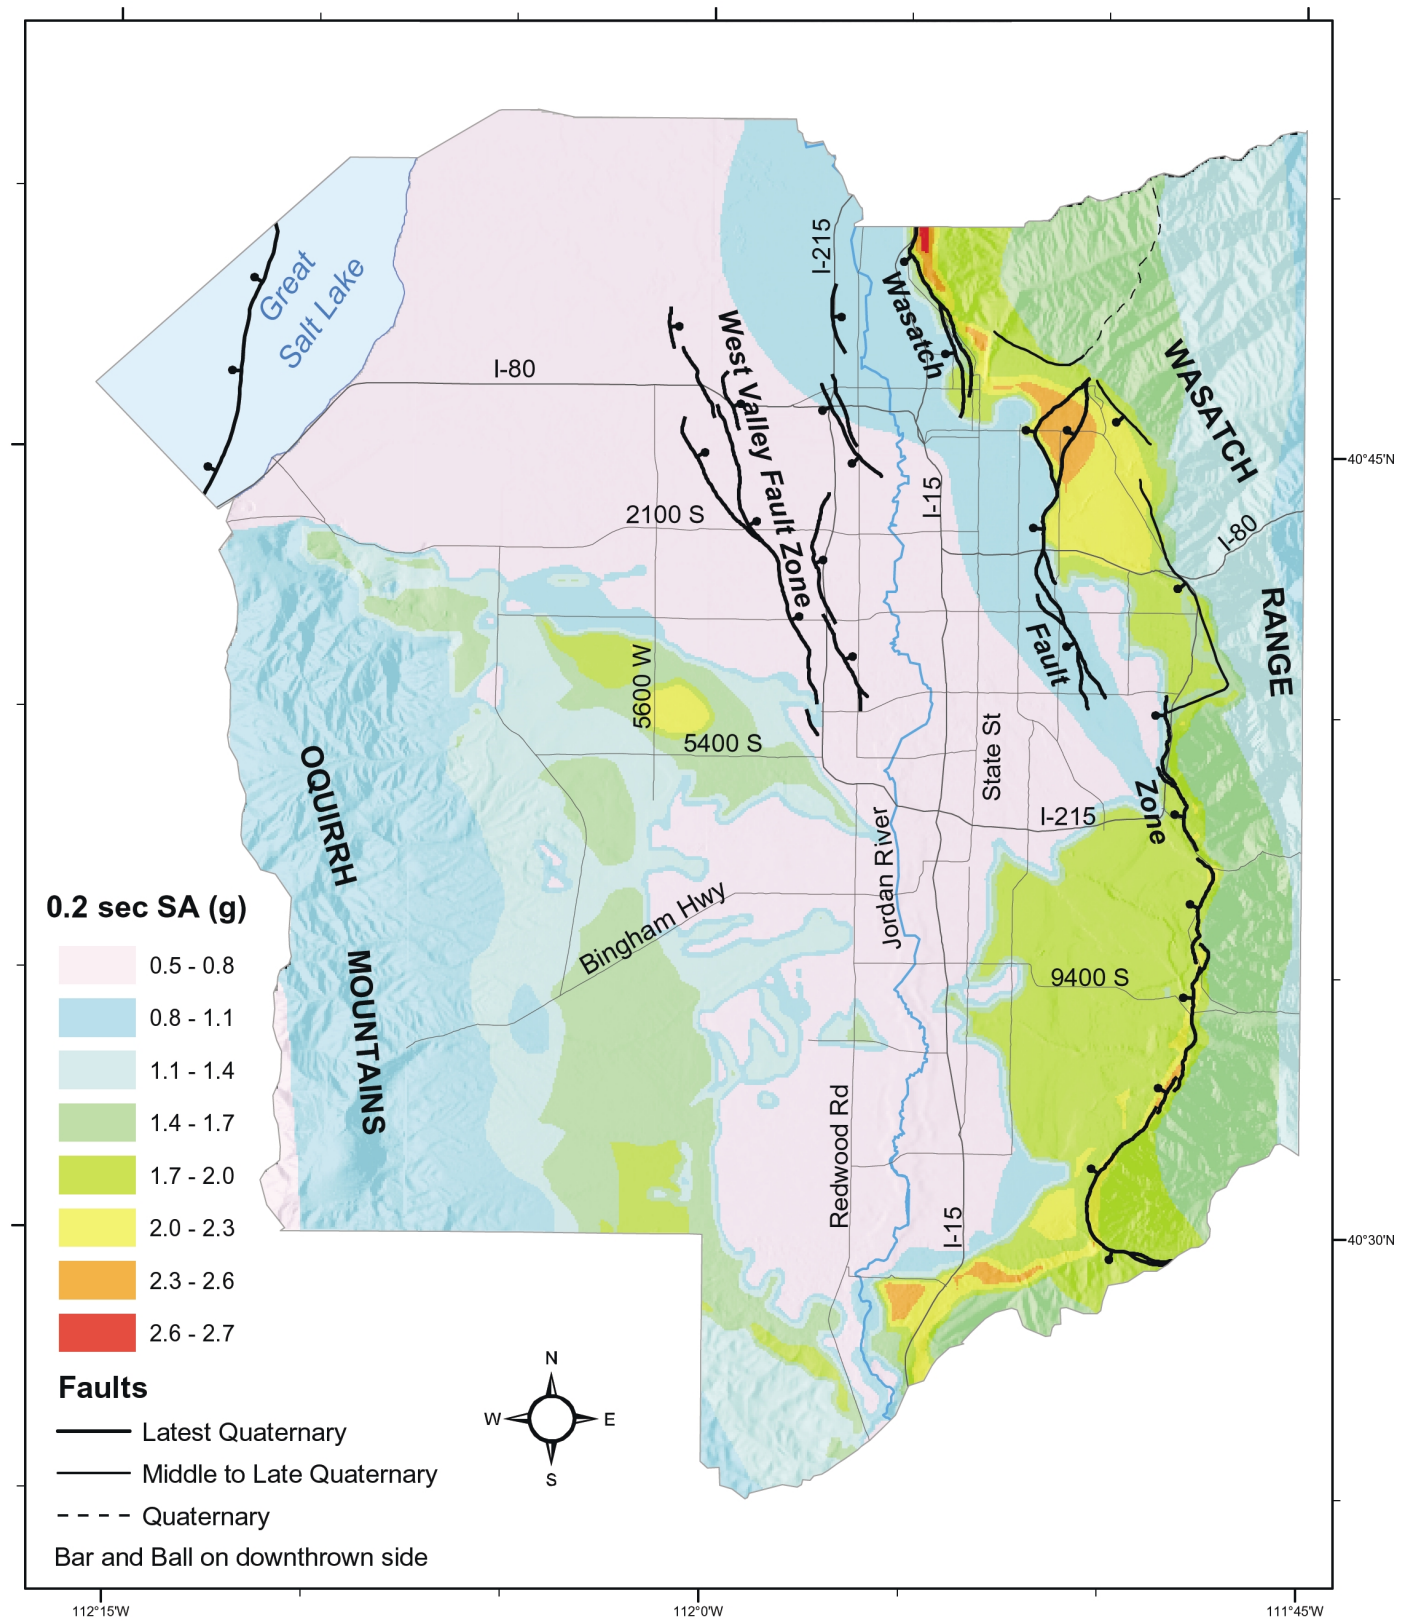 I-215
Great
Salt Lake
Wasatch
West Valley Fault Zone
WASATCH
I-80
40°45'N
I-15
2100 S
I-80
RANGE
Fault
5600 W
5400 S
State St
OQUIRRH
Zone
I-215
Jordan River
Bingham Hwy
0.2 sec SA (g)
0.5 - 0.8
0.8 - 1.1
1.1 - 1.4
1.4 - 1.7
1.7 - 2.0
2.0 - 2.3
2.3 - 2.6
2.6 - 2.7
MOUNTAINS
9400 S
Redwood Rd
I-15
40°30'N
Faults
Latest Quaternary
Middle to Late Quaternary
Quaternary
Bar and Ball on downthrown side
N
W
E
S
112°15'W
112°0'W
111°45'W